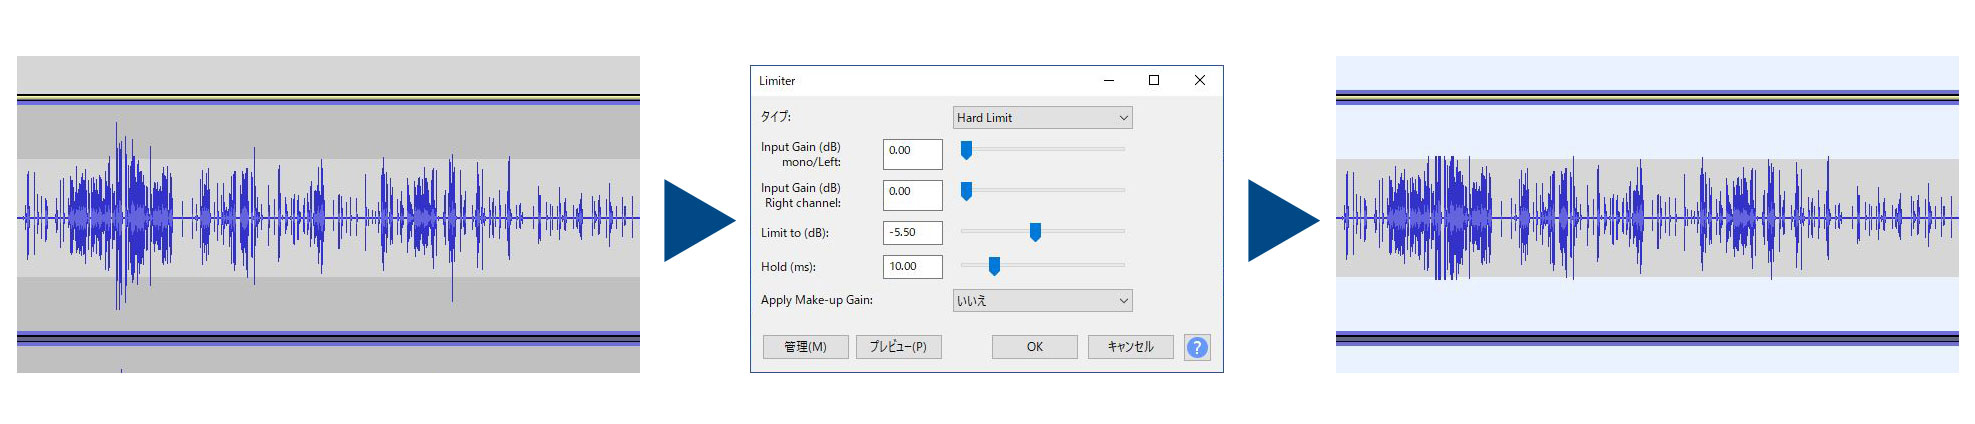 Limiter
タイプ:
Hard Limit
Input Gain (dB)
mono/Left:
0.00
Input Gain (dB)
Right channel:
0.00
Limit to (dB):
-5.50
Hold (ms):
10.00
Apply Make-up Gain:
いいえ
管理(M)
プレビュー(P)
OK
キャンセル
?